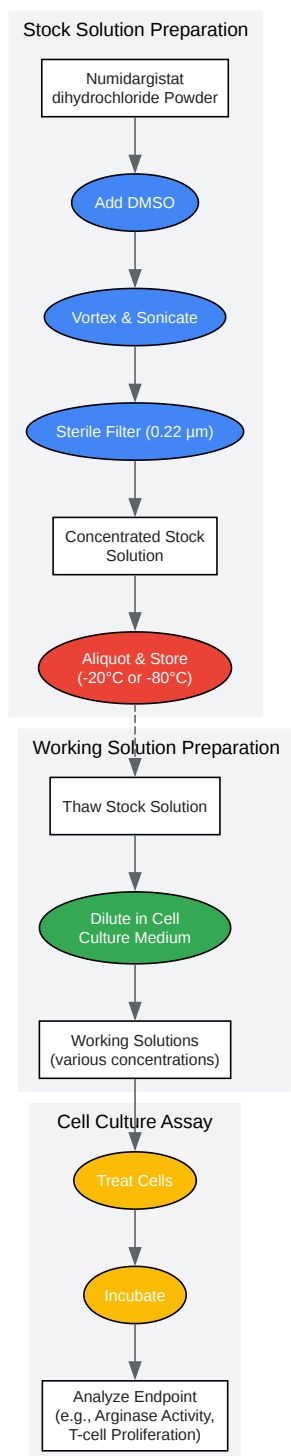 Stock Solution Preparation
Numidargistat
dihydrochloride Powder
Add DMSO
Vortex & Sonicate
Sterile Filter (0.22 µm)
Concentrated Stock
Solution
Aliquot & Store
(-20°C or -80°C)
Working Solution Preparation
Thaw Stock Solution
Dilute in Cell
Culture Medium
Working Solutions
(various concentrations)
Cell Culture Assay
Treat Cells
Incubate
Analyze Endpoint
(e.g., Arginase Activity,
T-cell Proliferation)